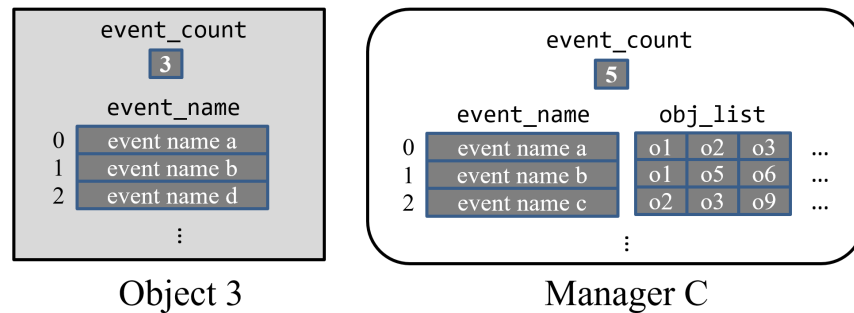 event_count
3
event_name
0 event name a
1 event name b
2 event name d
⋮
Object 3
event_count
5
event_name obj_list
0 event name a o1 o2 o3 ...
1 event name b o1 o5 o6 ...
2 event name c o2 o3 o9 ...
⋮
Manager C